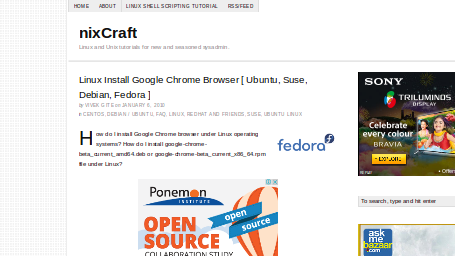 HOME ABOUT LINUX SHELL SCRIPTING TUTORIAL RSS/FEED
nixCraft
Linux and Unix tutorials for new and seasoned sysadmin.
Linux Install Google Chrome Browser [ Ubuntu, Suse,
Debian, Fedora ]
by VIVEK GITE on JANUARY 6, 2010
in CENTOS, DEBIAN / UBUNTU, FAQ, LINUX, REDHAT AND FRIENDS, SUSE, UBUNTU LINUX
How do I install Google Chrome browser under Linux operating
systems? How do I install google-chrome-
beta_current_amd64.deb or google-chrome-beta_current_x86_64.rpm
file under Linux?
fedora
Ponemon
INSTITUTE
OPEN
SOURCE
COLLABORATION STUDY
open
source
SONY
TRILUMINOS
DISPLAY
Celebrate
every colour
BRAVIA
EXPLORE
To search, type and hit enter
ask
me
bazaar
.com